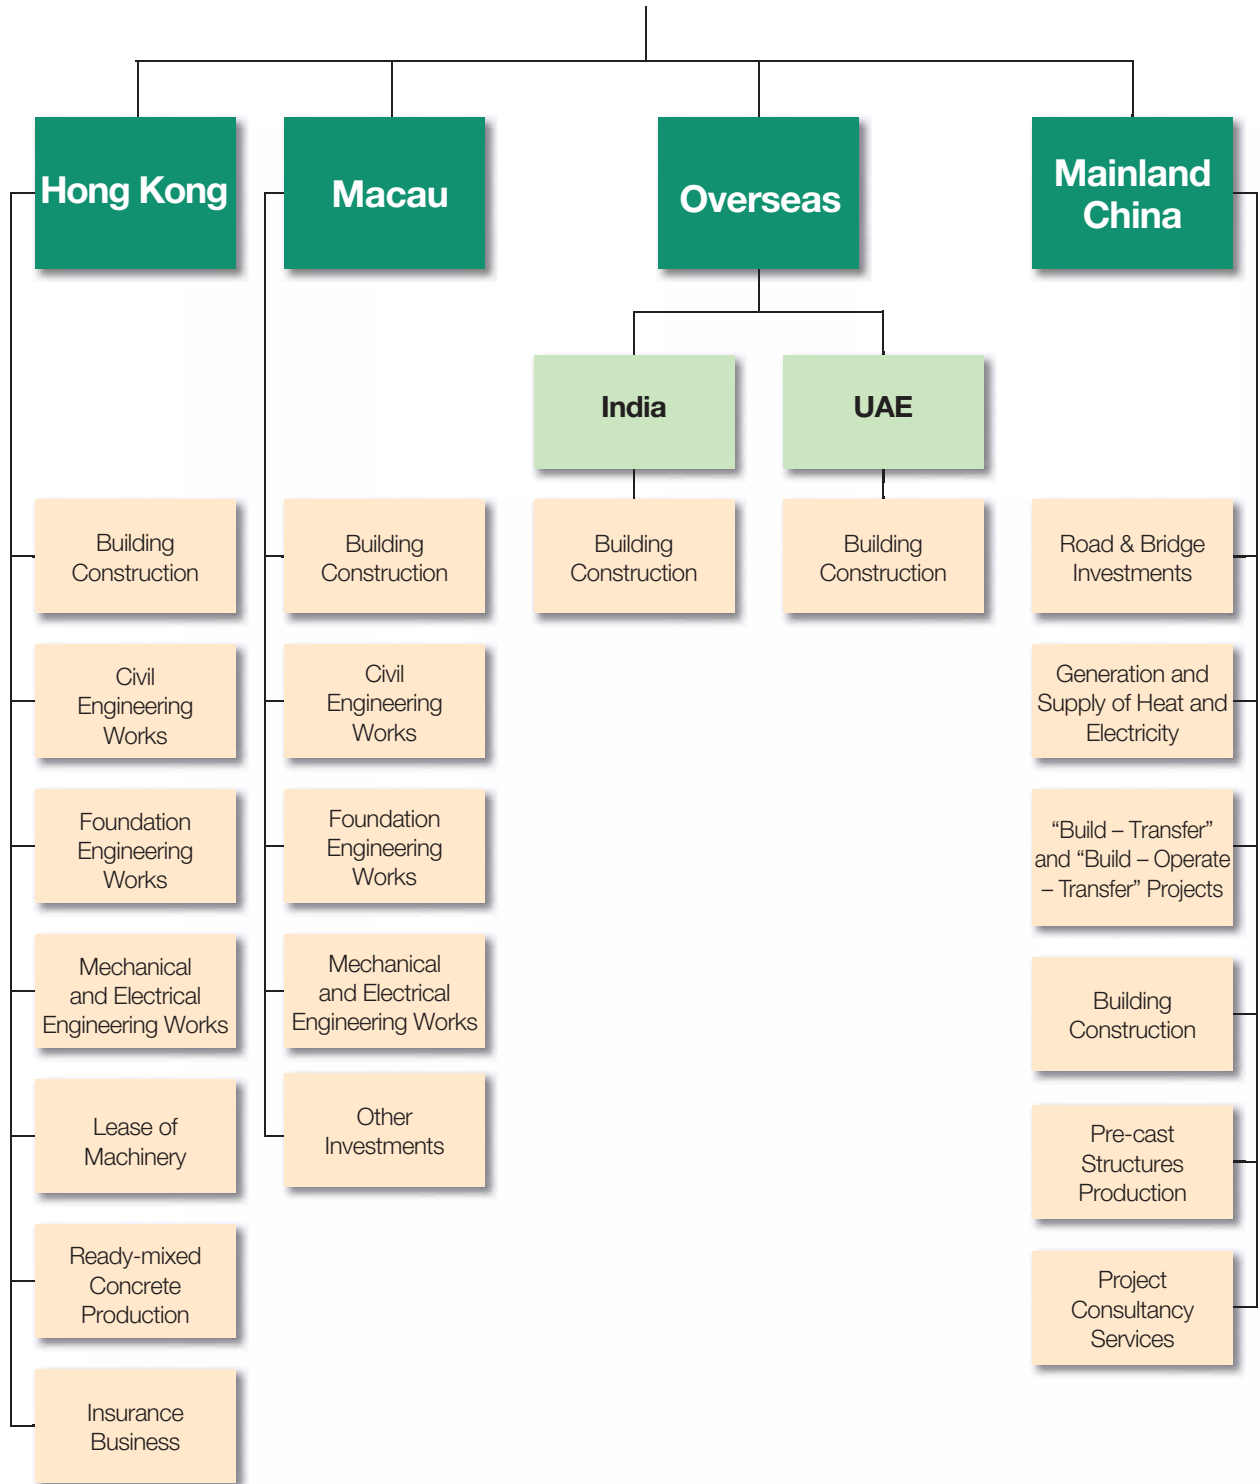 Hong Kong
Macau
Overseas
Mainland
China
India
UAE
Building
Construction
Civil
Engineering
Works
Foundation
Engineering
Works
Mechanical
and Electrical
Engineering Works
Lease of
Machinery
Ready-mixed
Concrete
Production
Insurance
Business
Building
Construction
Civil
Engineering
Works
Foundation
Engineering
Works
Mechanical
and Electrical
Engineering Works
Other
Investments
Building
Construction
Building
Construction
Road & Bridge
Investments
Generation and
Supply of Heat and
Electricity
“Build – Transfer”
and “Build – Operate
– Transfer” Projects
Building
Construction
Pre-cast
Structures
Production
Project
Consultancy
Services